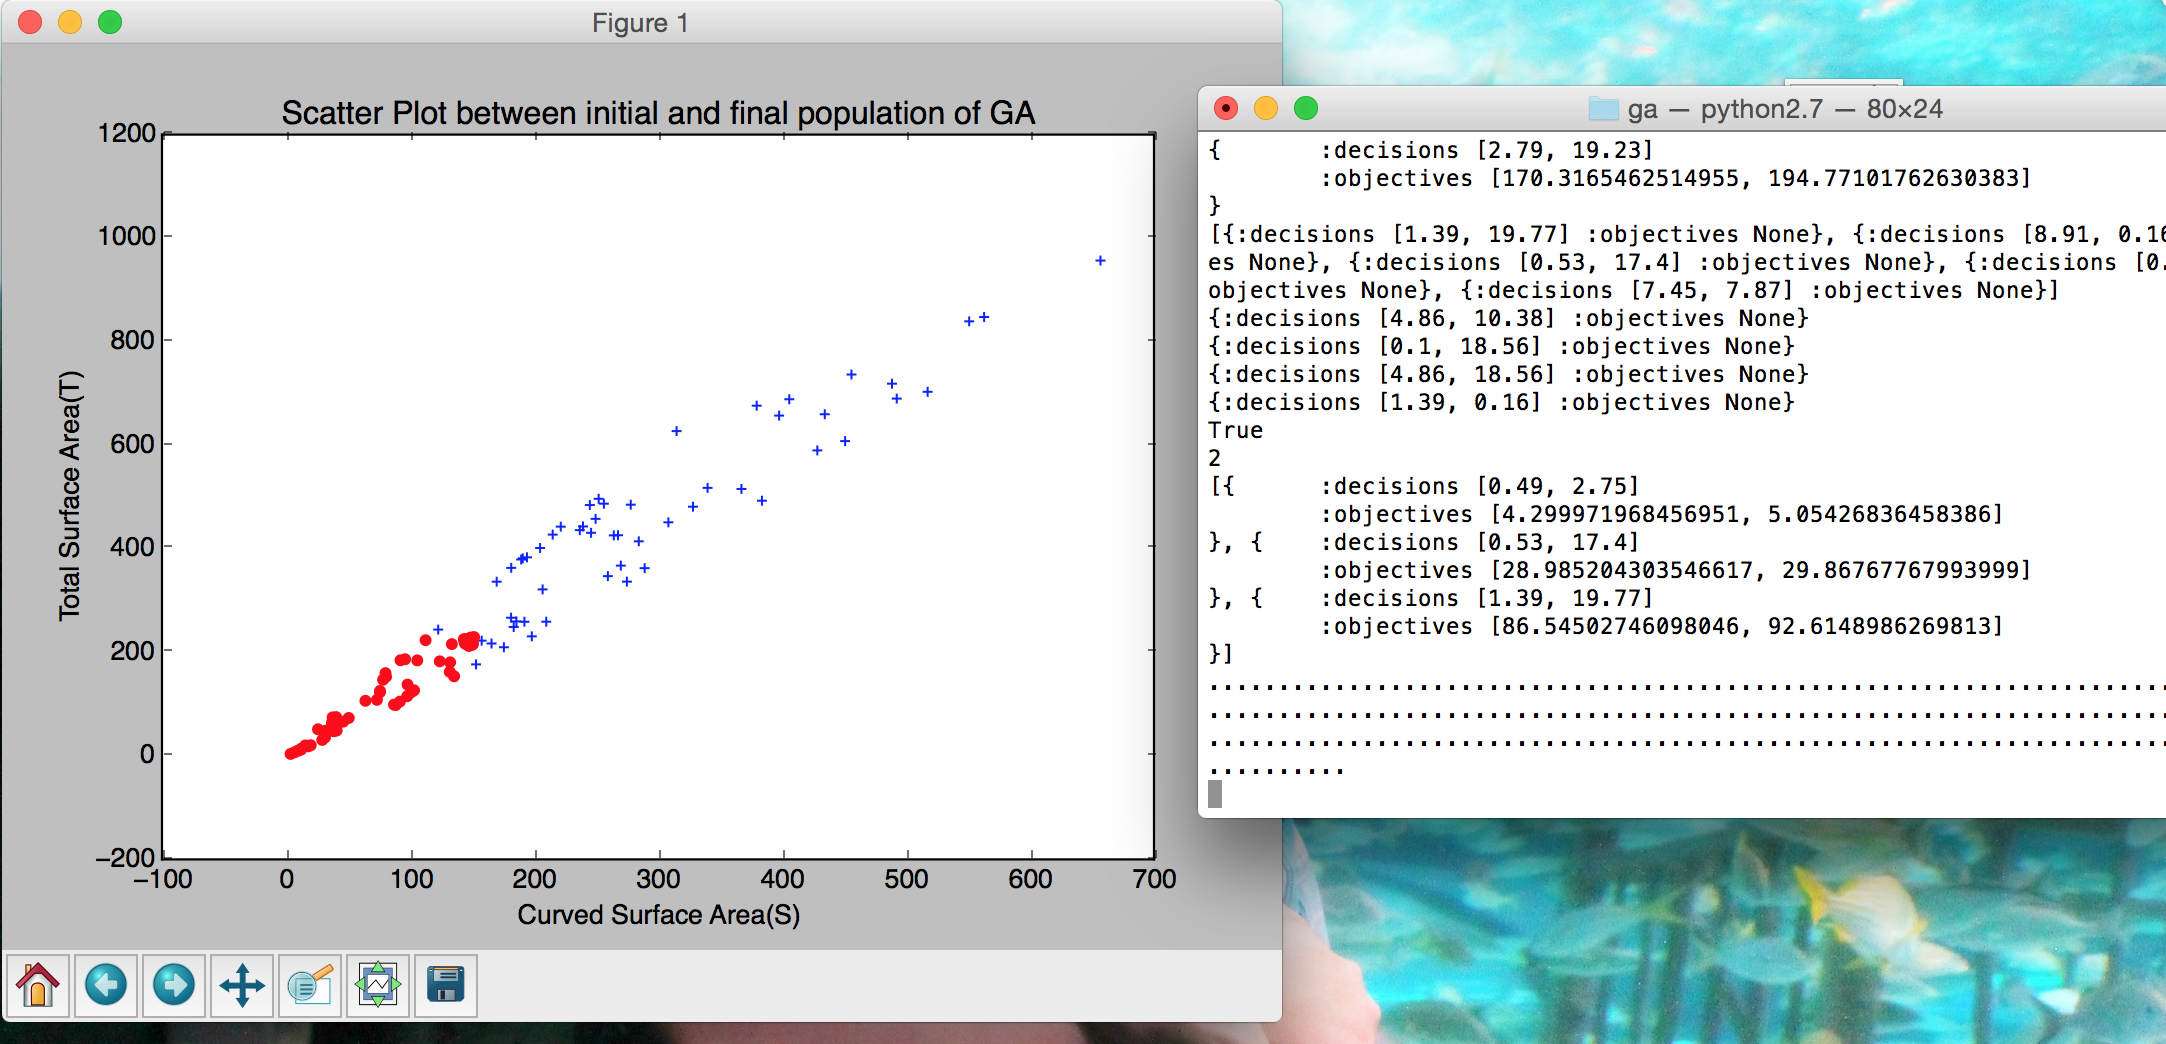 Figure 1
Scatter Plot between initial and final population of GA
1200
1000
800
600
400
200
0
−200
Total Surface Area(T)
−100 0 100 200 300 400 500 600 700
Curved Surface Area(S)
ga — python2.7 — 80×24
{ :decisions [2.79, 19.23]
:objectives [170.3165462514955, 194.77101762630383]
}
[{:decisions [1.39, 19.77] :objectives None}, {:decisions [8.91, 0.16
es None}, {:decisions [0.53, 17.4] :objectives None}, {:decisions [0.
objectives None}, {:decisions [7.45, 7.87] :objectives None}]
{:decisions [4.86, 10.38] :objectives None}
{:decisions [0.1, 18.56] :objectives None}
{:decisions [4.86, 18.56] :objectives None}
{:decisions [1.39, 0.16] :objectives None}
True
2
[{ :decisions [0.49, 2.75]
:objectives [4.299971968456951, 5.05426836458386]
}, { :decisions [0.53, 17.4]
:objectives [28.985204303546617, 29.86767767993999]
}, { :decisions [1.39, 19.77]
:objectives [86.54502746098046, 92.6148986269813]
}]
.....................................................................
.....................................................................
.....................................................................
..........